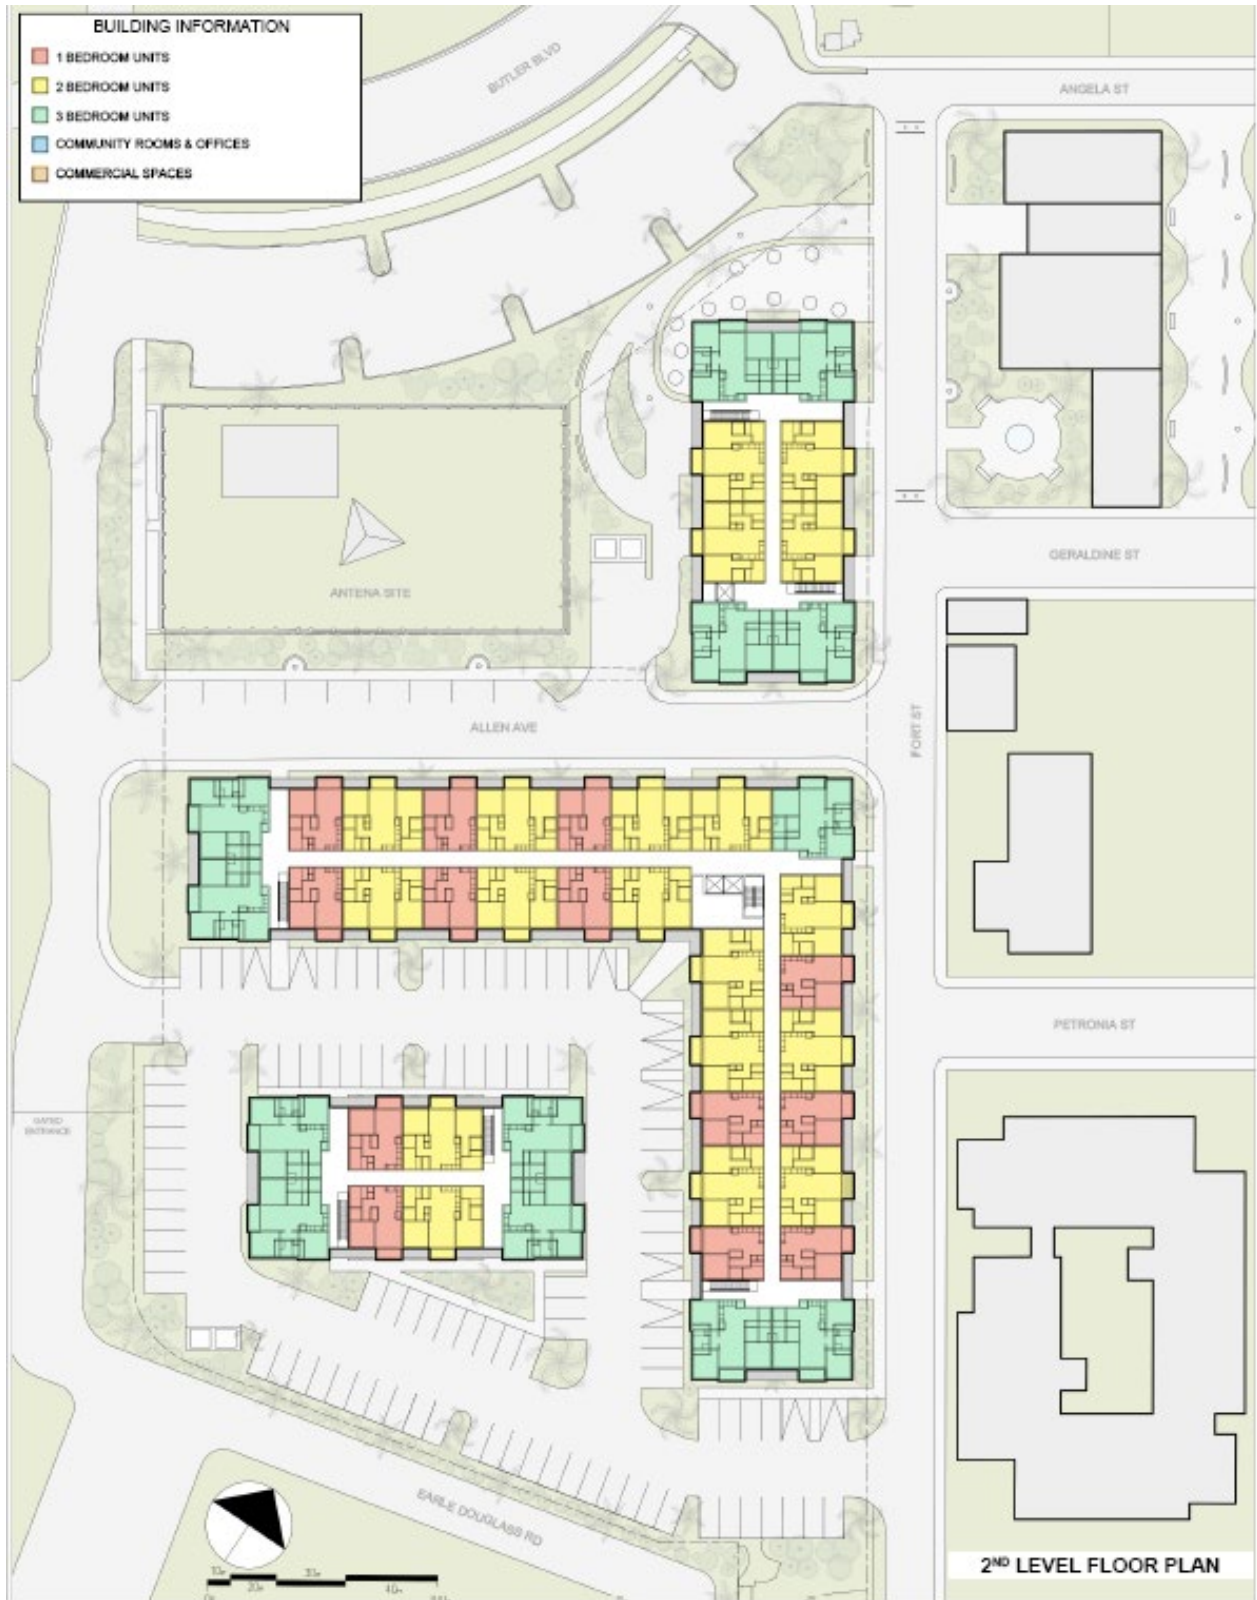 BUILDING INFORMATION
1 BEDROOM UNITS
2 BEDROOM UNITS
3 BEDROOM UNITS
COMMUNITY ROOMS & OFFICES
COMMERCIAL SPACES
BUTLER BLVD
ANGELA ST
GERALDINE ST
ANTENA SITE
ALLEN AVE
FORT ST
PETRONIA ST
GATED
ENTRANCE
EARLE DOUGLASS RD
2ND LEVEL FLOOR PLAN